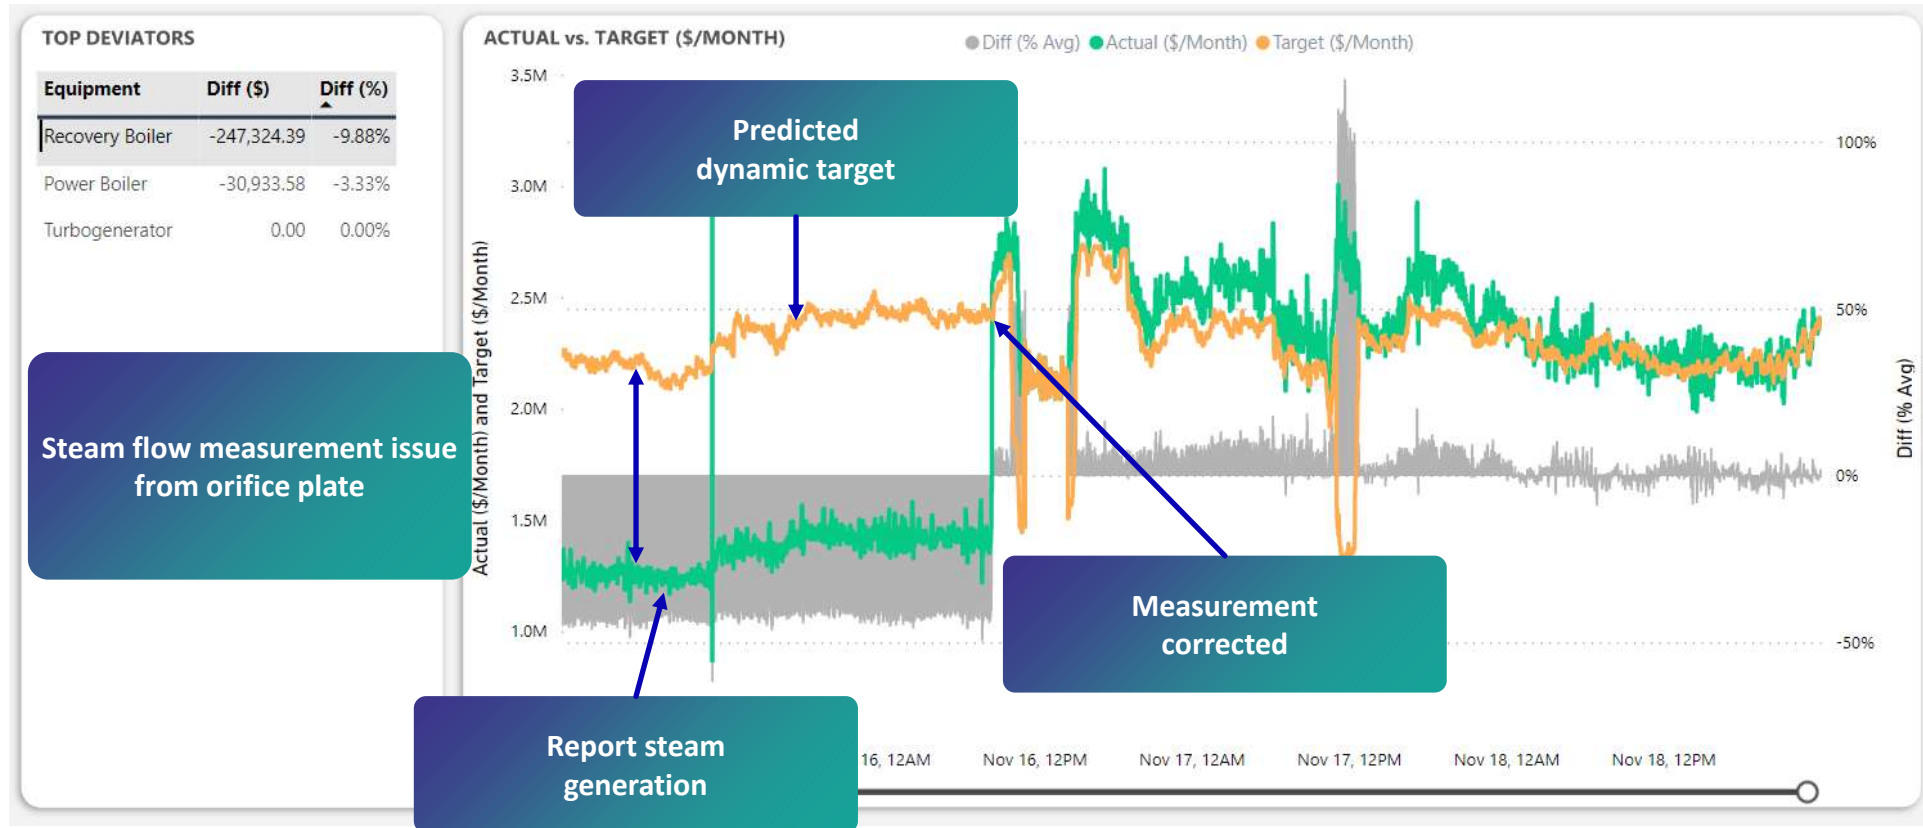 TOP DEVIATORS
Equipment Diff ($) Diff (%)
Recovery Boiler -247,324.39 -9.88%
Power Boiler -30,933.58 -3.33%
Turbogenerator 0.00 0.00%
ACTUAL vs. TARGET ($/MONTH)
Diff (% Avg) Actual ($/Month) Target ($/Month)
Actual ($/Month) and Target ($/Month)
3.5M
3.0M
2.5M
2.0M
1.5M
1.0M
Predicted
dynamic target
Steam flow measurement issue
from orifice plate
Measurement
corrected
Report steam
generation
100%
50%
0%
-50%
Diff (% Avg)
16, 12AM Nov 16, 12PM Nov 17, 12AM Nov 17, 12PM Nov 18, 12AM Nov 18, 12PM